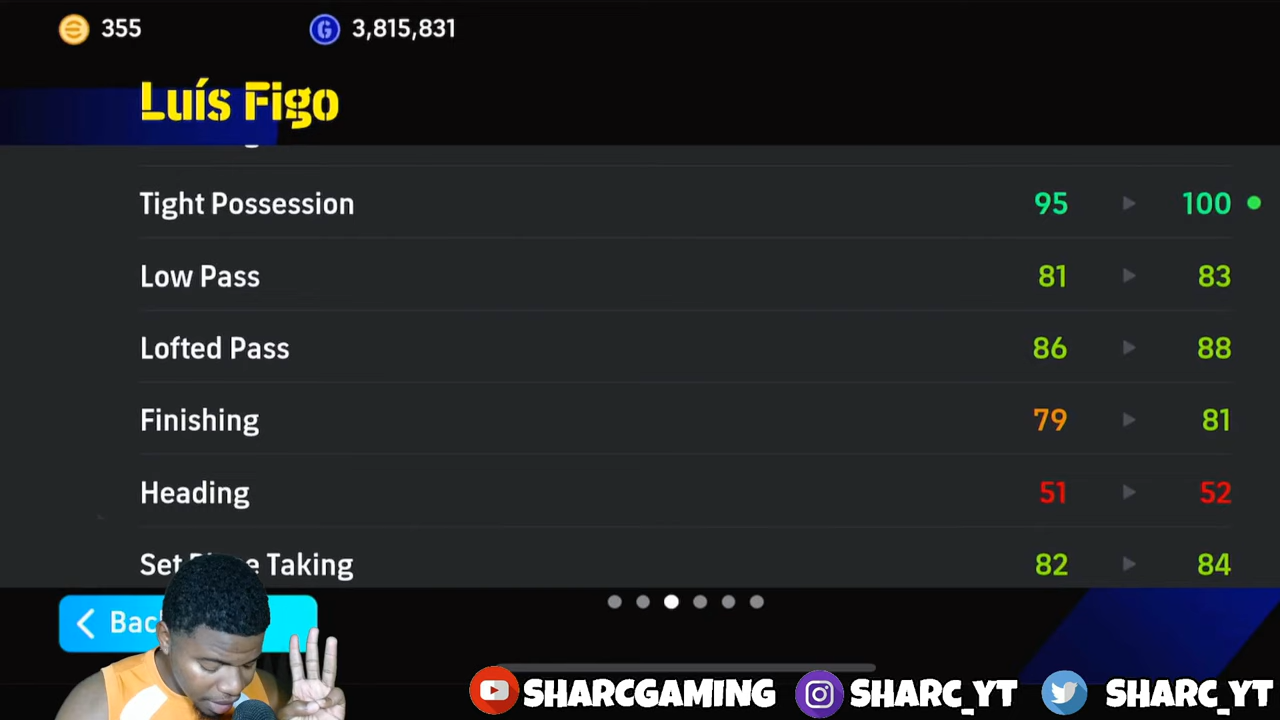 355 3,815,831
Luís Figo
Tight Possession 95 100
Low Pass 81 83
Lofted Pass 86 88
Finishing 79 81
Heading 51 52
Set Taking 82 84
SHARCGAMING SHARC_YT SHARC_YT